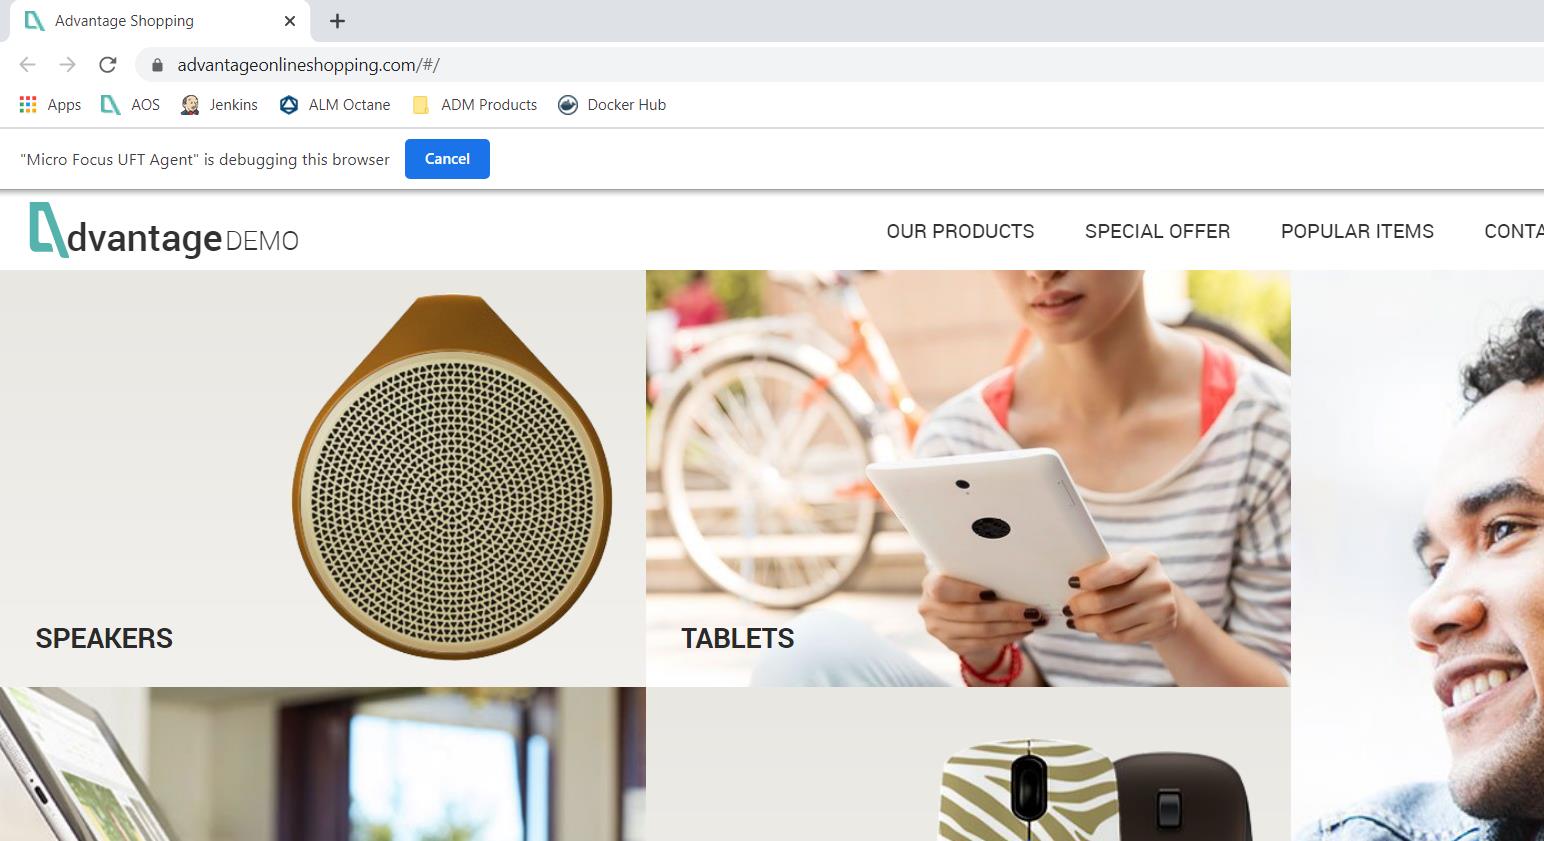 Advantage Shopping
advantageonlineshopping.com/#/
Apps AOS Jenkins ALM Octane ADM Products Docker Hub
"Micro Focus UFT Agent" is debugging this browser Cancel
Advantage DEMO OUR PRODUCTS SPECIAL OFFER POPULAR ITEMS CONTA
SPEAKERS TABLETS